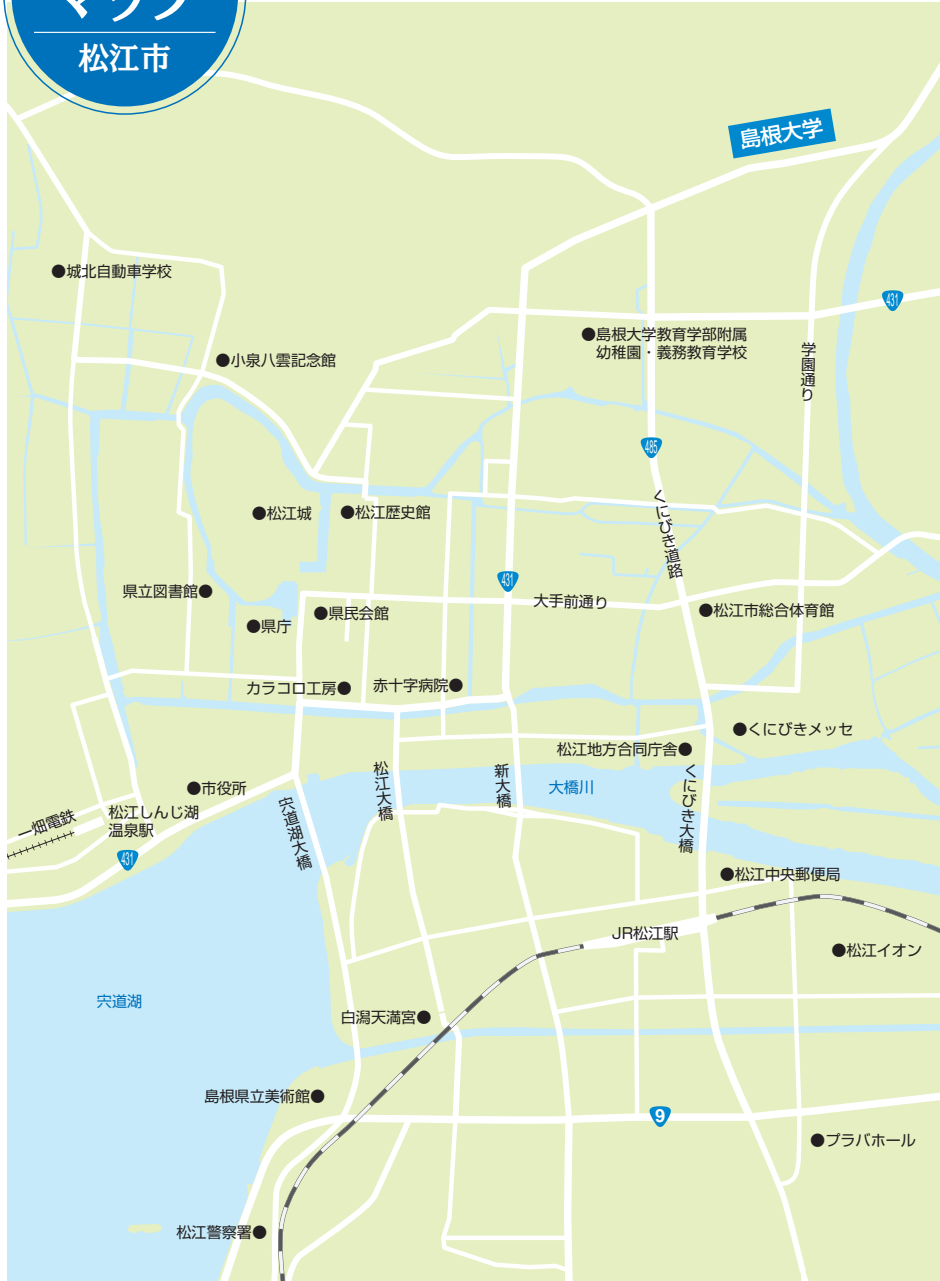 マップ
松江市
島根大学
●城北自動車学校
431
●島根大学教育学部附属
幼稚園・義務教育学校
学園通り
●小泉八雲記念館
485
くにびき道路
●松江城
●松江歴史館
県立図書館●
431
大手前通り
●県民会館
●県庁
●松江市総合体育館
カラコロ工房●
赤十字病院●
●くにびきメッセ
松江地方合同庁舎●
●市役所
松江大橋
新大橋
大橋川
くにびき大橋
宍道湖大橋
松江しんじ湖
温泉駅
一畑電鉄
431
●松江中央郵便局
JR松江駅
●松江イオン
宍道湖
白潟天満宮●
島根県立美術館●
9
●プラバホール
松江警察署●